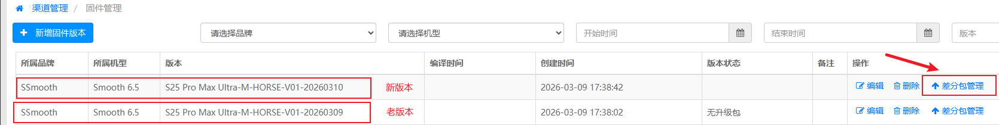 渠道管理 / 固件管理
新增固件版本 请选择品牌 请选择机型 开始时间 结束时间 版本
所属品牌 所属机型 版本 编译时间 创建时间 版本状态 备注 操作
SSmooth Smooth 6.5 S25 Pro Max Ultra-M-HORSE-V01-20260310 新版本 2026-03-09 17:38:42 编辑 删除 差分包管理
SSmooth Smooth 6.5 S25 Pro Max Ultra-M-HORSE-V01-20260309 老版本 2026-03-09 17:38:02 无升级包 编辑 删除 差分包管理